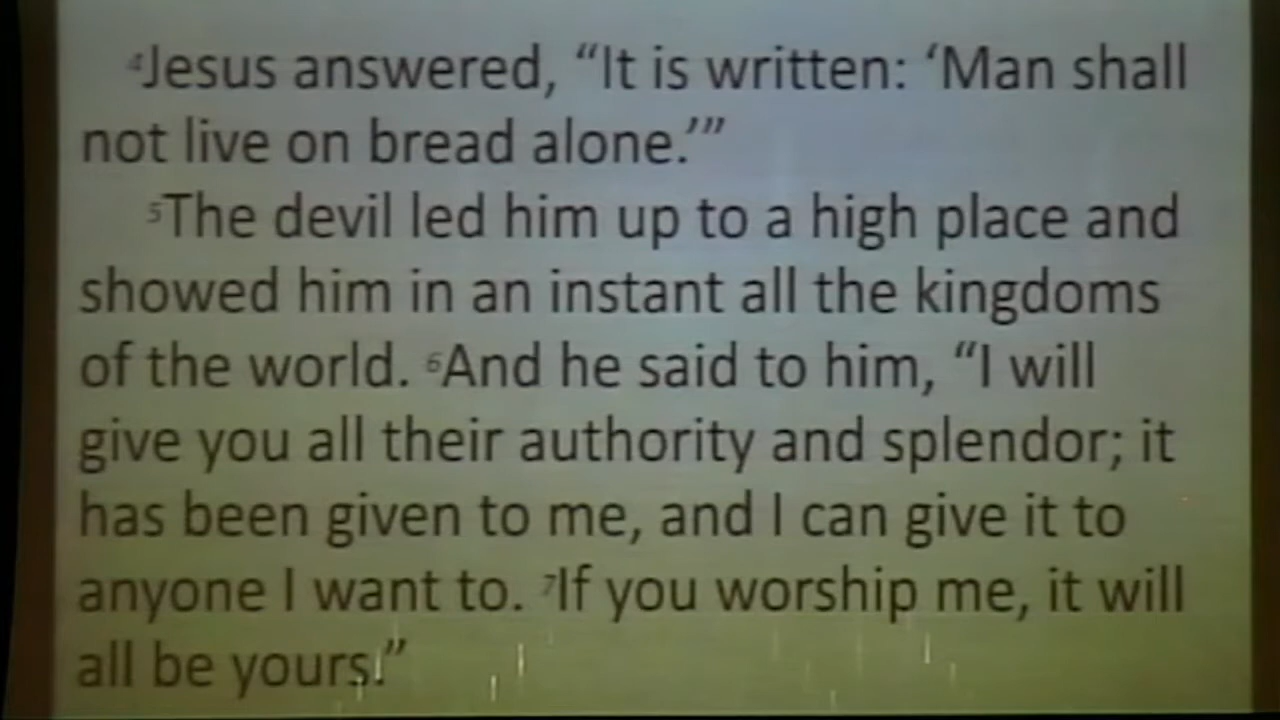 4Jesus answered, “It is written: ‘Man shall
not live on bread alone.’”
5The devil led him up to a high place and
showed him in an instant all the kingdoms
of the world. 6And he said to him, “I will
give you all their authority and splendor; it
has been given to me, and I can give it to
anyone I want to. 7If you worship me, it will
all be yours.”